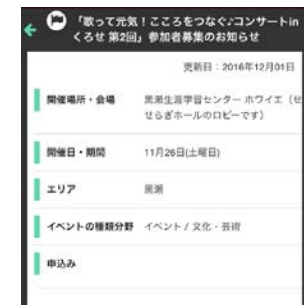 「歌って元気！こころをつなぐ♪コンサートin
くろせ 第2回」参加者募集のお知らせ
更新日：2016年12月01日
開催場所・会場 黒瀬生涯学習センター ホワイエ（せ
せらぎホールのロビーです）
開催日・期間 11月26日(土曜日)
エリア 黒瀬
イベントの種類分野 イベント / 文化・芸術
申込み